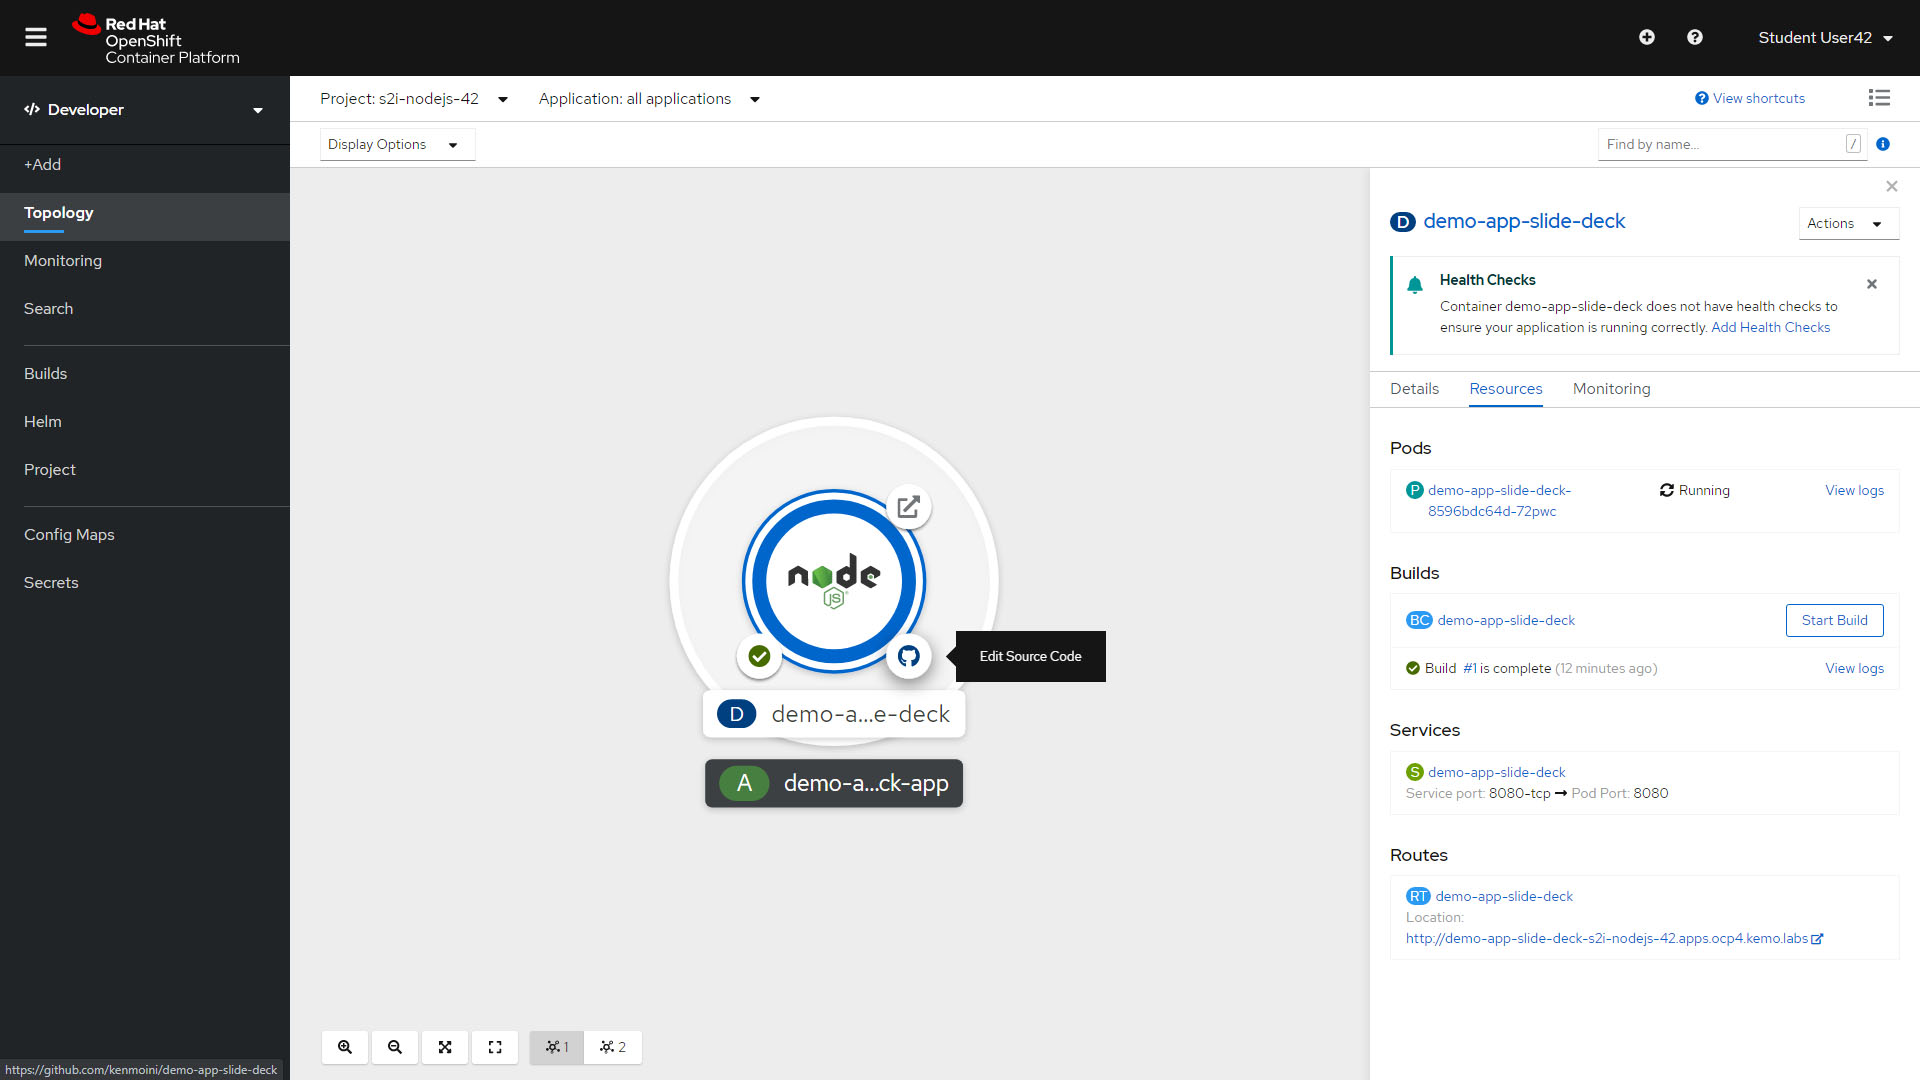 Red Hat
OpenShift
Container Platform
Student User42
Developer
+Add
Topology
Monitoring
Search
Builds
Helm
Project
Config Maps
Secrets
https://github.com/kenmoini/demo-app-slide-deck
Project: s2i-nodejs-42
Application: all applications
View shortcuts
Display Options
Find by name...
/
node
JS
Edit Source Code
D demo-a...e-deck
A demo-a...ck-app
1
2
D demo-app-slide-deck
Actions
Health Checks
Container demo-app-slide-deck does not have health checks to
ensure your application is running correctly. Add Health Checks
Details Resources Monitoring
Pods
P demo-app-slide-deck-
8596bdc64d-72pwc
Running
View logs
Builds
BC demo-app-slide-deck
Start Build
Build #1 is complete (12 minutes ago)
View logs
Services
S demo-app-slide-deck
Service port: 8080-tcp → Pod Port: 8080
Routes
RT demo-app-slide-deck
Location:
http://demo-app-slide-deck-s2i-nodejs-42.apps.ocp4.kemo.labs